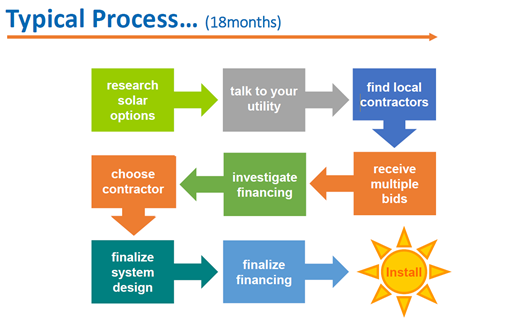 Typical Process... (18months)
research
solar
options
talk to your
utility
find local
contractors
receive
multiple
bids
investigate
financing
choose
contractor
finalize
system
design
finalize
financing
Install